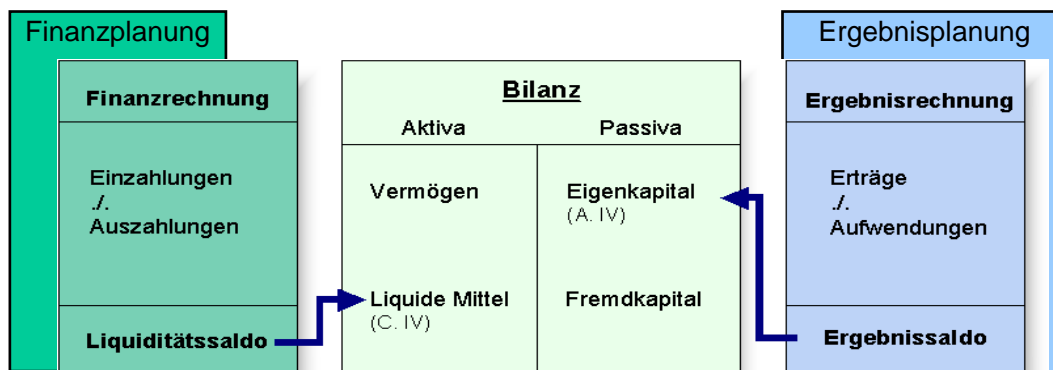 Finanzplanung
Finanzrechnung
Einzahlungen
./.
Auszahlungen
Liquiditätssaldo
Bilanz
Aktiva
Passiva
Vermögen
Liquide Mittel
(C. IV)
Eigenkapital
(A. IV)
Fremdkapital
Ergebnisplanung
Ergebnisrechnung
Erträge
./.
Aufwendungen
Ergebnissaldo